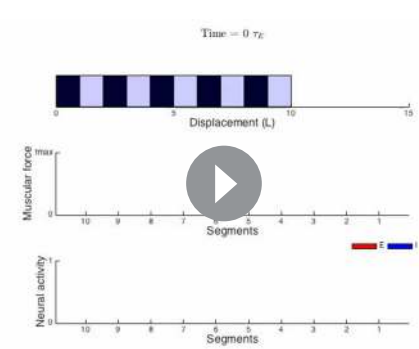 Time = 0 τE
0 5 10 15
Displacement (L)
Muscular force
fmax
0
10 9 8 7 6 5 4 3 2 1
Segments
E I
Neural activity
1
0
10 9 8 7 6 5 4 3 2 1
Segments